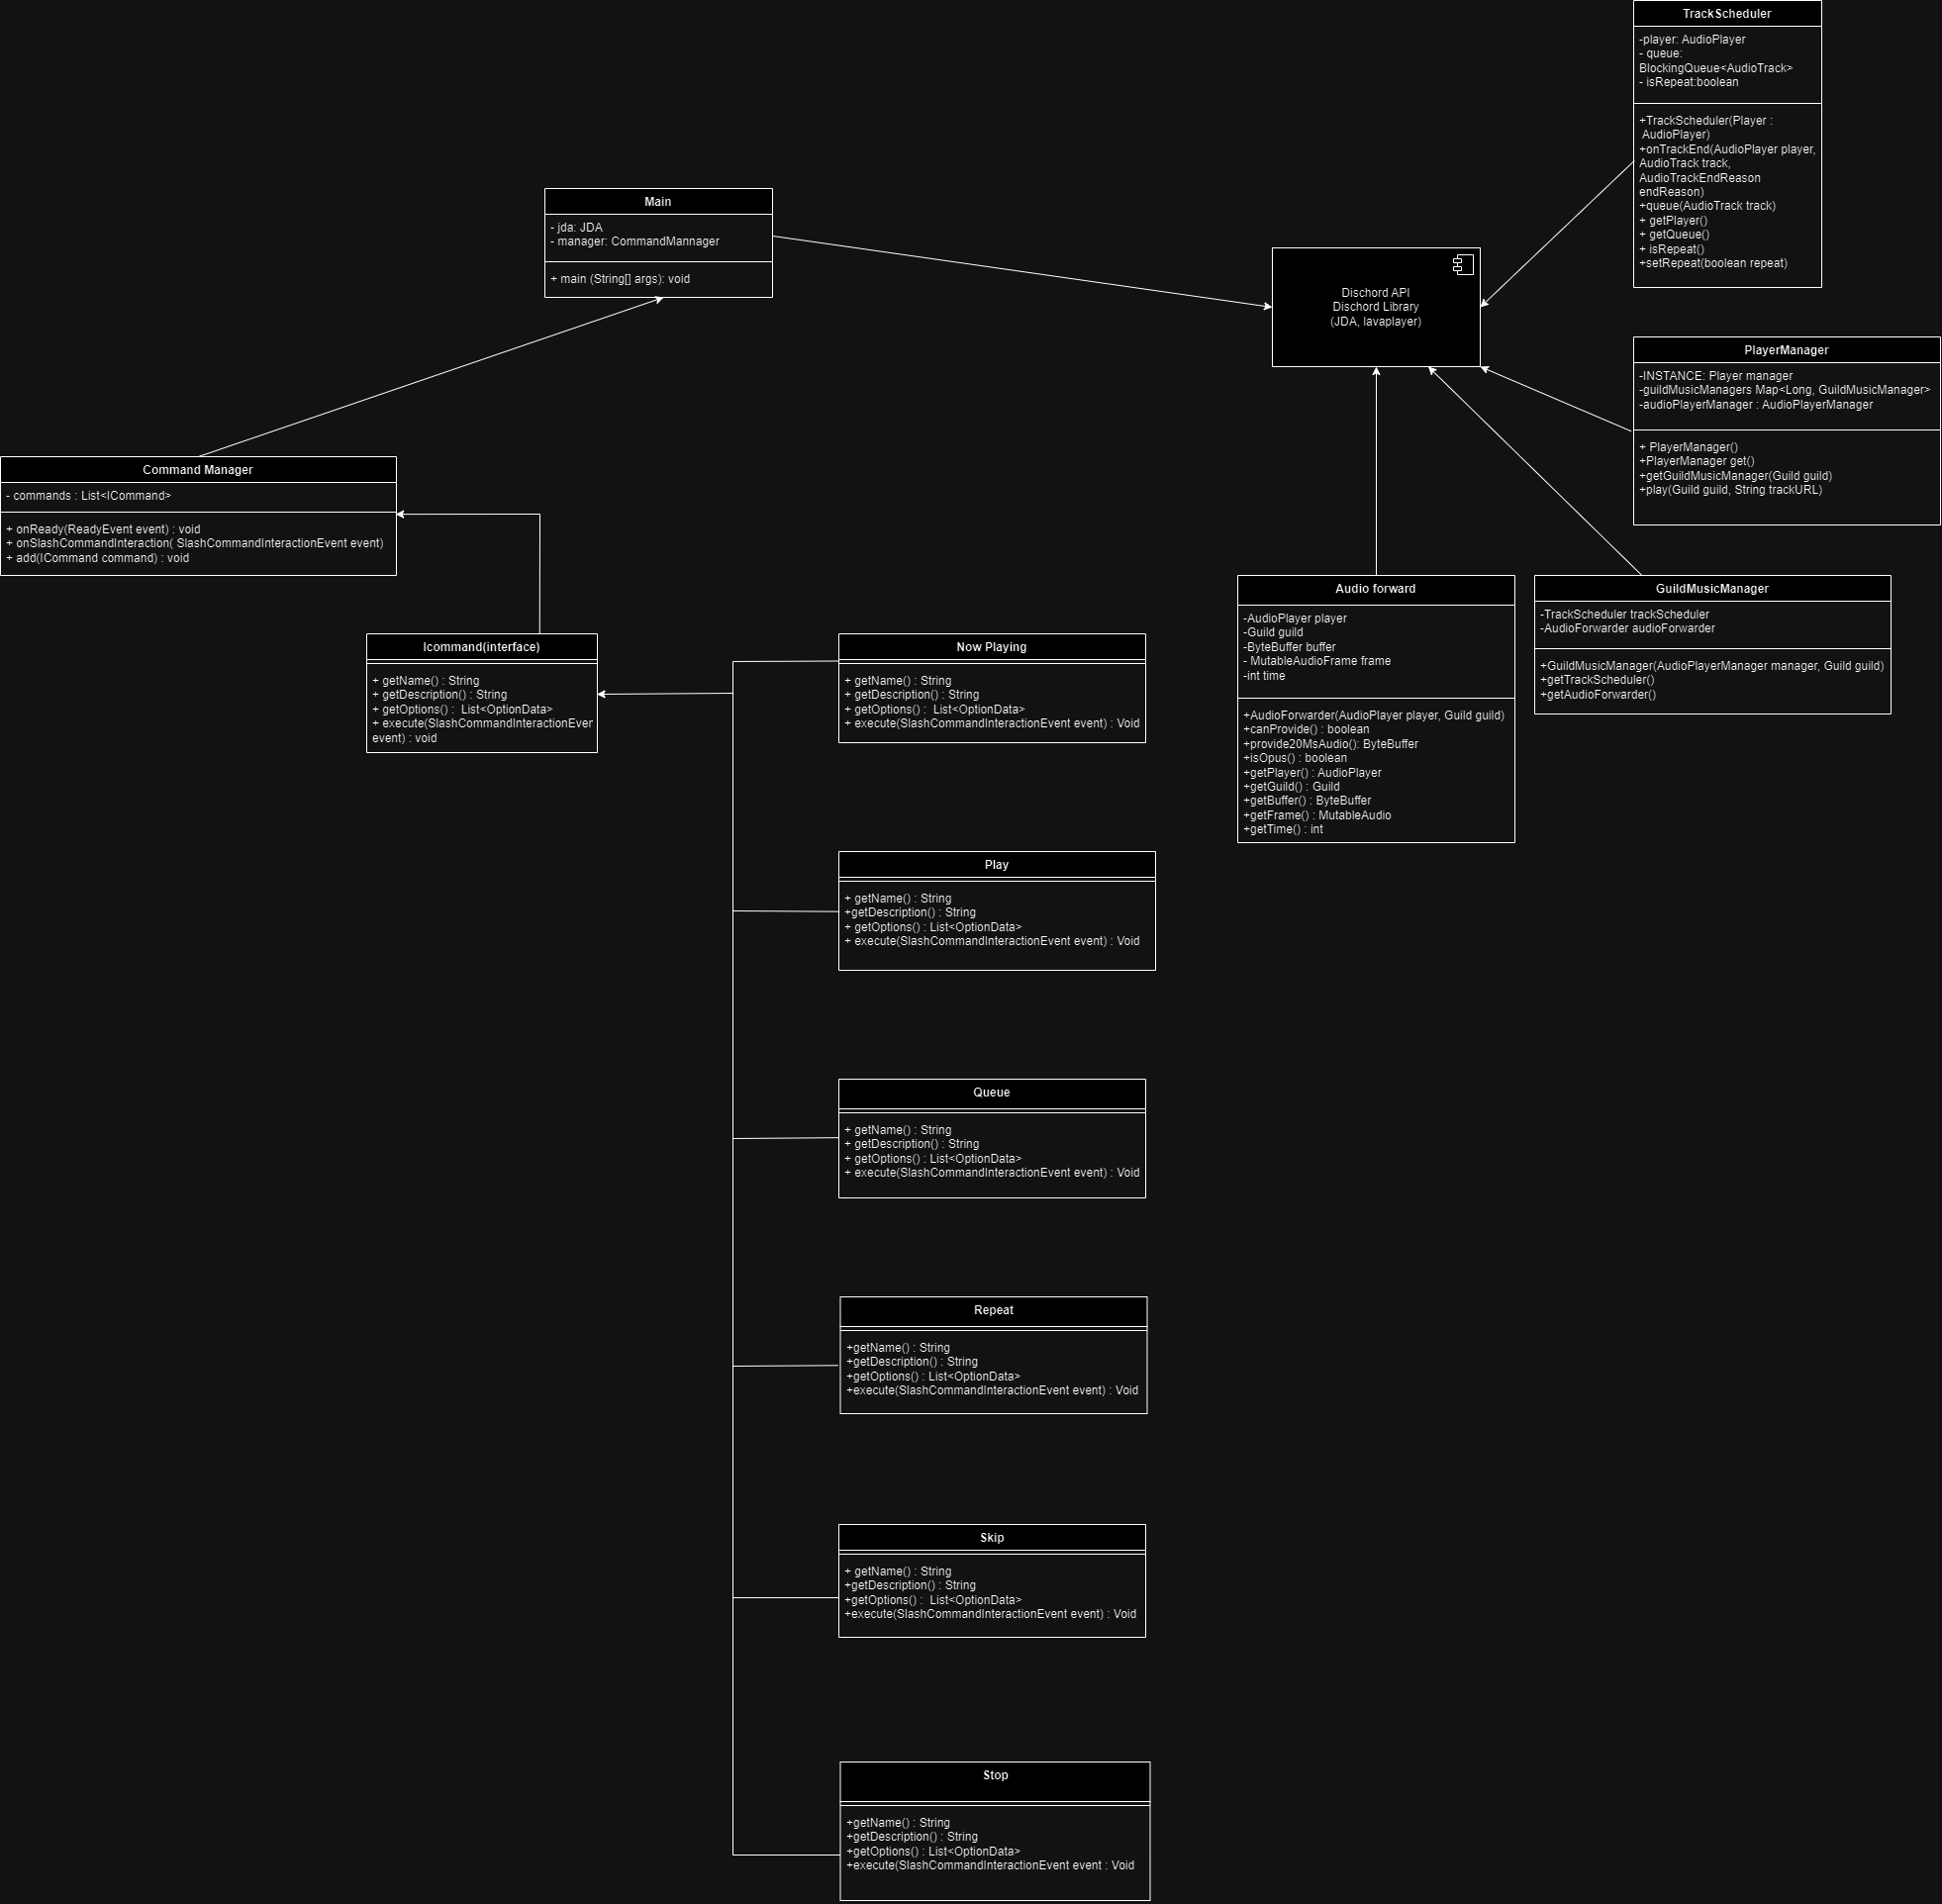 TrackScheduler
-player: AudioPlayer
- queue:
BlockingQueue<AudioTrack>
- isRepeat:boolean
+TrackScheduler(Player :
AudioPlayer)
+onTrackEnd(AudioPlayer player,
AudioTrack track,
AudioTrackEndReason
endReason)
+queue(AudioTrack track)
+ getPlayer()
+ getQueue()
+ isRepeat()
+setRepeat(boolean repeat)
Main
- jda: JDA
- manager: CommandMannager
+ main (String[] args): void
Dischord API
Dischord Library
(JDA, lavaplayer)
PlayerManager
-INSTANCE: Player manager
-guildMusicManagers Map<Long, GuildMusicManager>
-audioPlayerManager : AudioPlayerManager
+ PlayerManager()
+PlayerManager get()
+getGuildMusicManager(Guild guild)
+play(Guild guild, String trackURL)
Command Manager
- commands : List<ICommand>
+ onReady(ReadyEvent event) : void
+ onSlashCommandInteraction( SlashCommandInteractionEvent event)
+ add(ICommand command) : void
Audio forward
-AudioPlayer player
-Guild guild
-ByteBuffer buffer
- MutableAudioFrame frame
-int time
+AudioForwarder(AudioPlayer player, Guild guild)
+canProvide() : boolean
+provide20MsAudio(): ByteBuffer
+isOpus() : boolean
+getPlayer() : AudioPlayer
+getGuild() : Guild
+getBuffer() : ByteBuffer
+getFrame() : MutableAudio
+getTime() : int
GuildMusicManager
-TrackScheduler trackScheduler
-AudioForwarder audioForwarder
+GuildMusicManager(AudioPlayerManager manager, Guild guild)
+getTrackScheduler()
+getAudioForwarder()
Icommand(interface)
+ getName() : String
+ getDescription() : String
+ getOptions() :  List<OptionData>
+ execute(SlashCommandInteractionEven
event) : void
Now Playing
+ getName() : String
+ getDescription() : String
+ getOptions() :  List<OptionData>
+ execute(SlashCommandInteractionEvent event) : Void
Play
+ getName() : String
+getDescription() : String
+ getOptions() : List<OptionData>
+ execute(SlashCommandInteractionEvent event) : Void
Queue
+ getName() : String
+ getDescription() : String
+ getOptions() : List<OptionData>
+ execute(SlashCommandInteractionEvent event) : Void
Repeat
+getName() : String
+getDescription() : String
+getOptions() : List<OptionData>
+execute(SlashCommandInteractionEvent event) : Void
Skip
+ getName() : String
+getDescription() : String
+getOptions() :  List<OptionData>
+execute(SlashCommandInteractionEvent event) : Void
Stop
+getName() : String
+getDescription() : String
+getOptions() : List<OptionData>
+execute(SlashCommandInteractionEvent event : Void